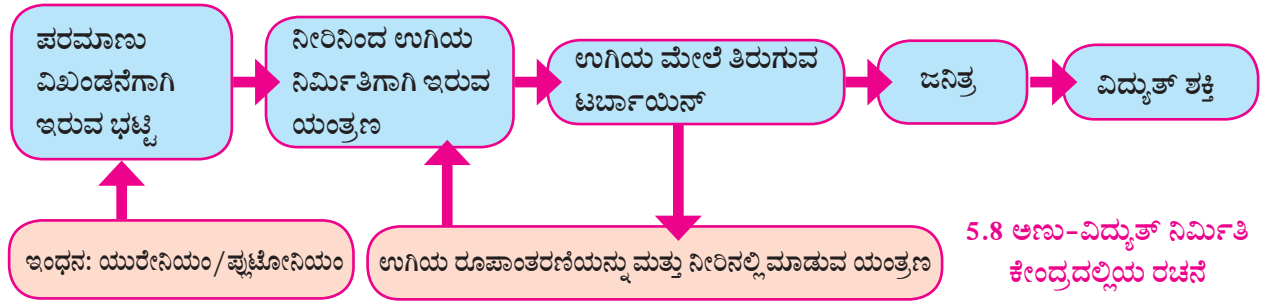 ಪರಮಾಣು
ವಿಖಂಡನೆಗಾಗಿ
ಇರುವ ಭಟ್ಟಿ
ನೀರಿನಿಂದ ಉಗಿಯ
ನಿರ್ಮಿತಿಗಾಗಿ ಇರುವ
ಯಂತ್ರಣ
ಉಗಿಯ ಮೇಲೆ ತಿರುಗುವ
ಟರ್ಬಾಯಿನ್
ಜನಿತ್ರ
ವಿದ್ಯುತ್ ಶಕ್ತಿ
ಇಂಧನ: ಯುರೇನಿಯಂ/ಪ್ಲುಟೋನಿಯಂ
ಉಗಿಯ ರೂಪಾಂತರಣಿಯನ್ನು ಮತ್ತು ನೀರಿನಲ್ಲಿ ಮಾಡುವ ಯಂತ್ರಣ
5.8 ಅಣು-ವಿದ್ಯುತ್ ನಿರ್ಮಿತಿ
ಕೇಂದ್ರದಲ್ಲಿಯ ರಚನೆ